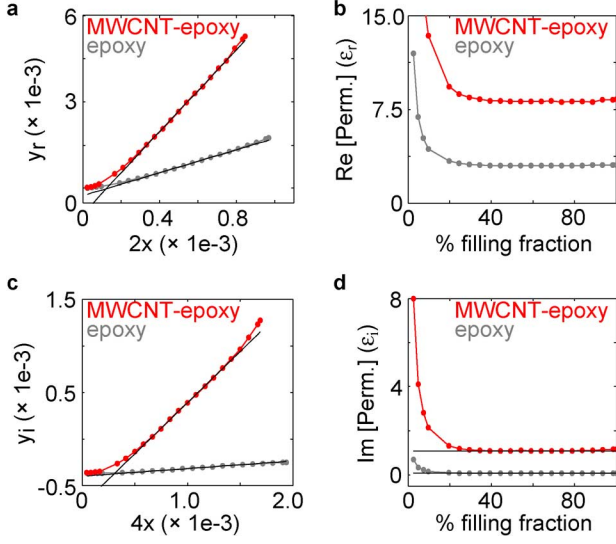 a
6
MWCNT-epoxy
epoxy
3
0
yr (× 1e-3)
0 0.4 0.8
2x (× 1e-3)
b
15.0
MWCNT-epoxy
epoxy
7.5
0
Re [Perm.] (εr)
0 40 80
% filling fraction
c
1.5
MWCNT-epoxy
epoxy
0.5
-0.5
yi (× 1e-3)
0 1.0 2.0
4x (× 1e-3)
d
8
MWCNT-epoxy
epoxy
4
0
Im [Perm.] (εi)
0 40 80
% filling fraction